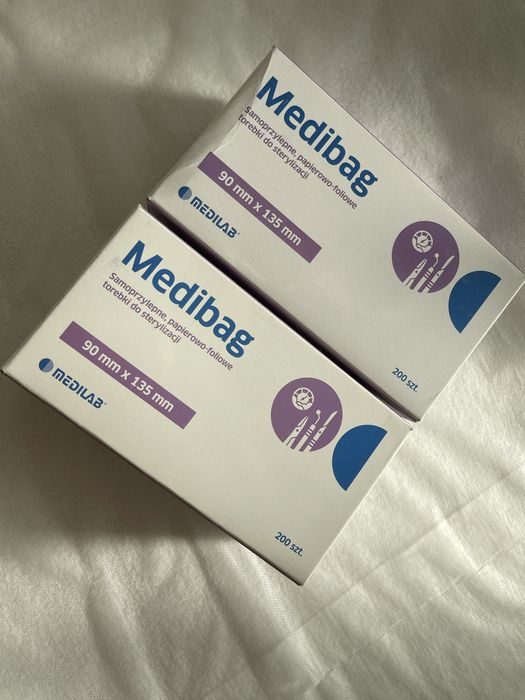 Medibag
Samoprzylepne, papierowo-foliowe
torebki do sterylizacji
90 mm x 135 mm
MEDILAB®
200 szt.
Medibag
Samoprzylepne, papierowo-foliowe
torebki do sterylizacji
90 mm x 135 mm
MEDILAB®
200 szt.